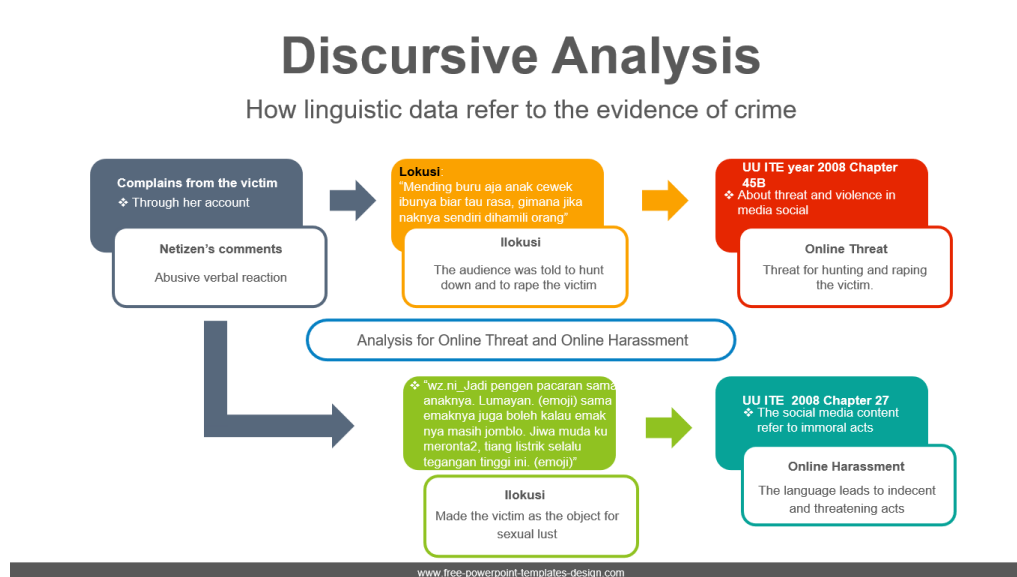 Discursive Analysis
How linguistic data refer to the evidence of crime
Complains from the victim
❖ Through her account
Netizen's comments
Abusive verbal reaction
Lokusi
"Mending buru aja anak cewek
ibunya biar tau rasa, gimana jika
naknya sendiri dihamili orang"
Ilokusi
The audience was told to hunt
down and to rape the victim
UU ITE year 2008 Chapter
45B
❖ About threat and violence in
media social
Online Threat
Threat for hunting and raping
the victim.
Analysis for Online Threat and Online Harassment
❖ "wz.ni_Jadi pengen pacaran sama
anaknya. Lumayan. (emoji) sama
emaknya juga boleh kalau emak
nya masih jomblo. Jiwa muda ku
meronta2, tiang listrik selalu
tegangan tinggi ini. (emoji)"
Ilokusi
Made the victim as the object for
sexual lust
UU ITE 2008 Chapter 27
❖ The social media content
refer to immoral acts
Online Harassment
The language leads to indecent
and threatening acts
www.free-powerpoint-templates-design.com